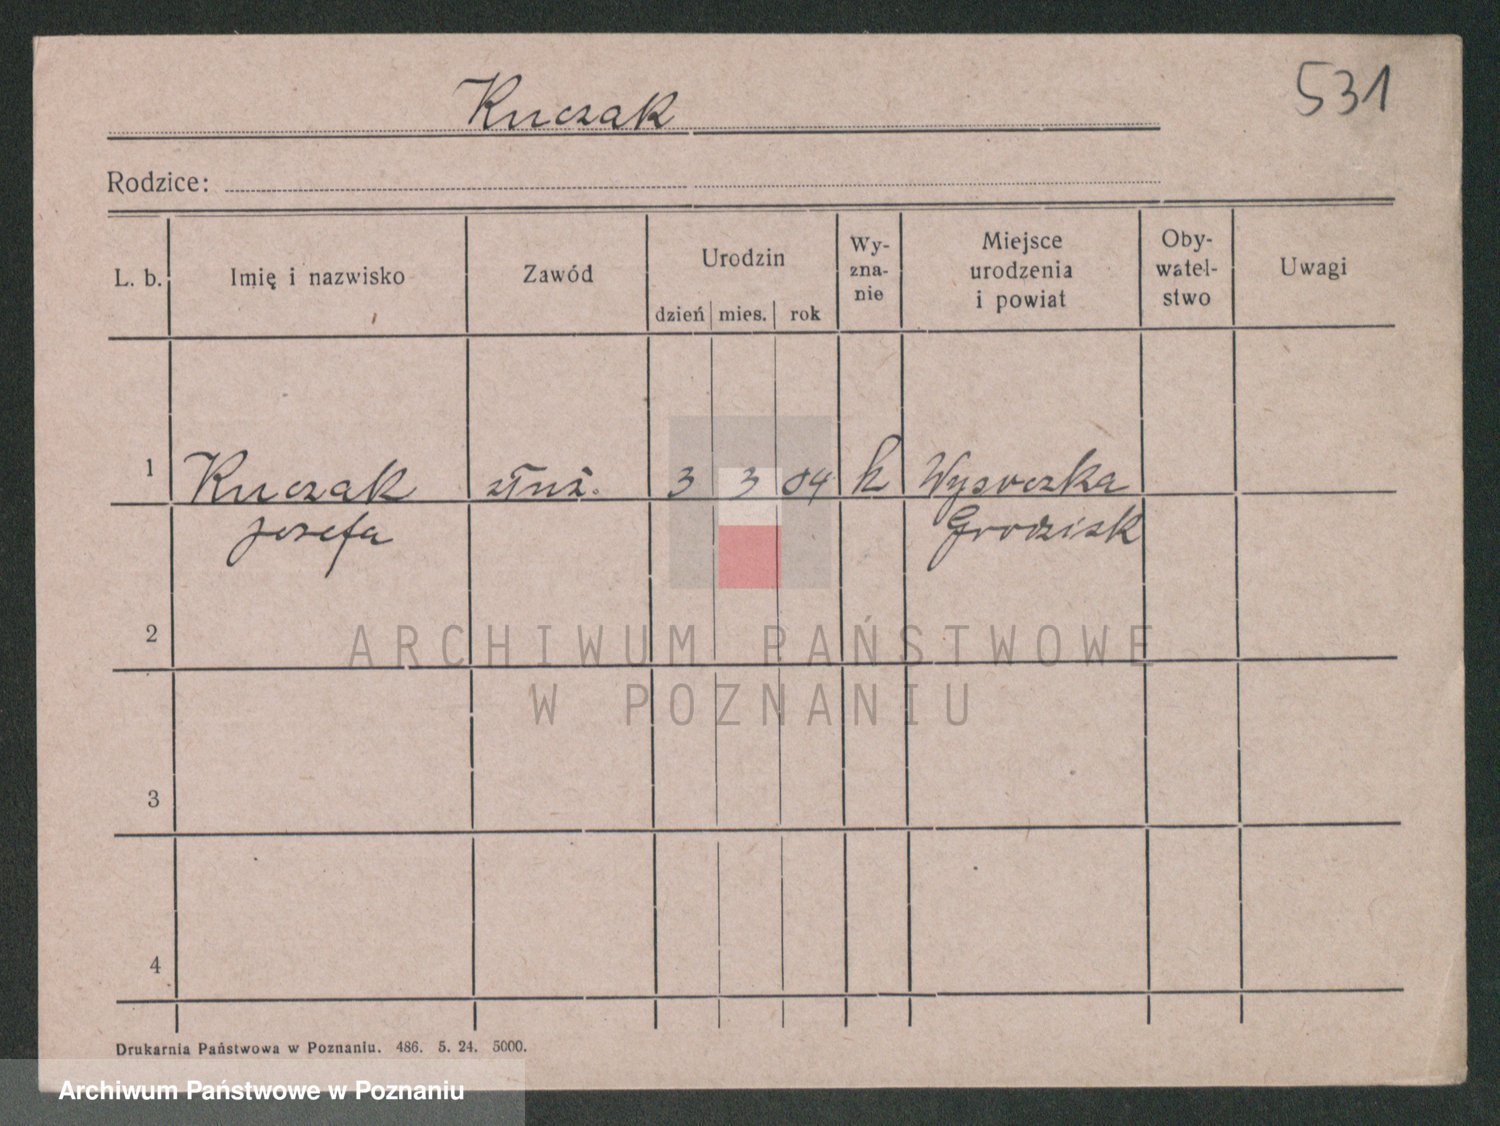 531
Kuczak
Rodzice:
L. b. Imię i nazwisko Zawód Urodzin dzień mies. rok Wy-zna-nie Miejsce urodzenia i powiat Oby-watel-stwo Uwagi
1 Kuczak służ. 3 3 04 k Wysoczka
Józefa Grodzisk
2
ARCHIWUM PAŃSTWOWE
W POZNANIU
3
4
Drukarnia Państwowa w Poznaniu. 486. 5. 24. 5000.
Archiwum Państwowe w Poznaniu